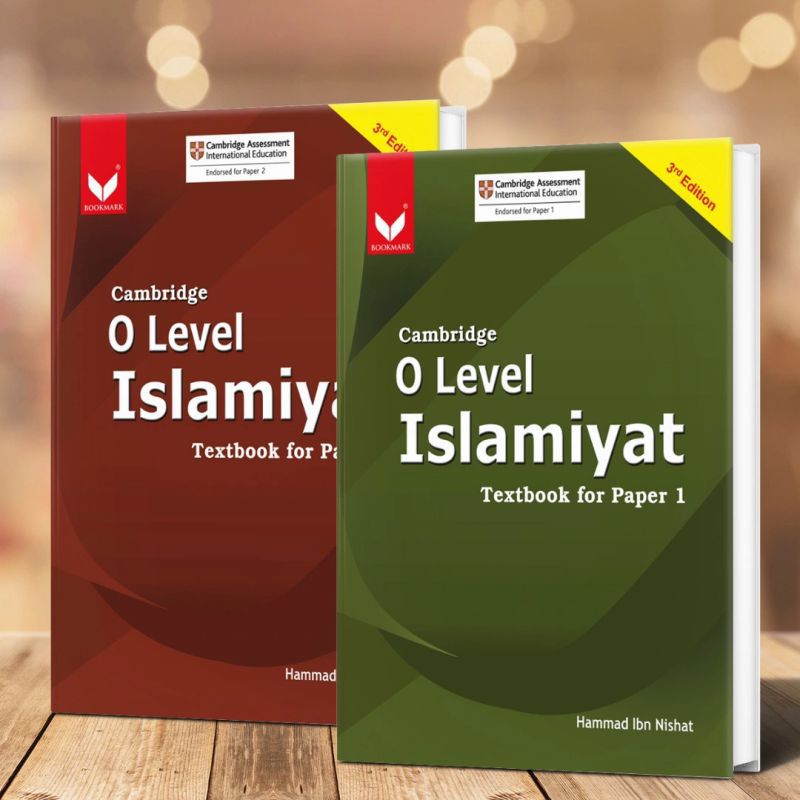 BOOKMARK
Cambridge Assessment
International Education
Endorsed for Paper 2
3rd
Cambridge
O Level
Islamiya
Textbook for Pa
Hammad
BOOKMARK
Cambridge Assessment
International Education
Endorsed for Paper 1
3rd Edition
Cambridge
O Level
Islamiyat
Textbook for Paper 1
Hammad Ibn Nishat